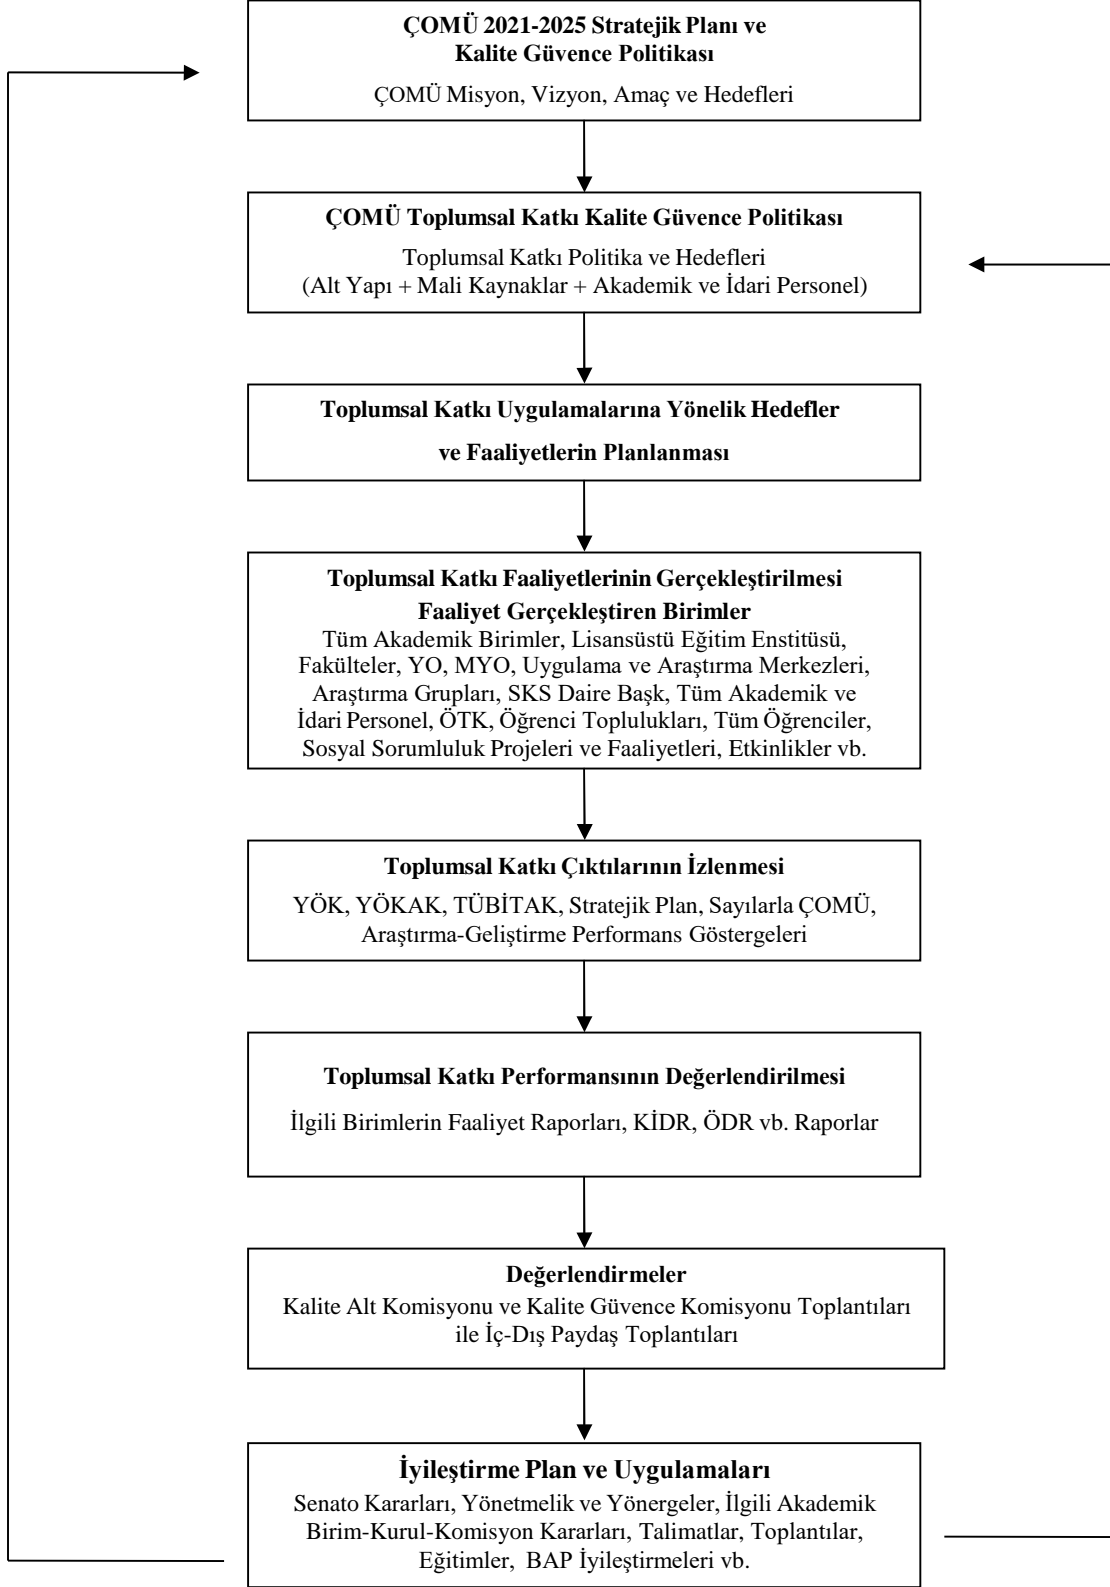 ÇOMÜ 2021-2025 Stratejik Planı ve
Kalite Güvence Politikası
ÇOMÜ Misyon, Vizyon, Amaç ve Hedefleri
ÇOMÜ Toplumsal Katkı Kalite Güvence Politikası
Toplumsal Katkı Politika ve Hedefleri
(Alt Yapı + Mali Kaynaklar + Akademik ve İdari Personel)
Toplumsal Katkı Uygulamalarına Yönelik Hedefler
ve Faaliyetlerin Planlanması
Toplumsal Katkı Faaliyetlerinin Gerçekleştirilmesi
Faaliyet Gerçekleştiren Birimler
Tüm Akademik Birimler, Lisansüstü Eğitim Enstitüsü,
Fakülteler, YO, MYO, Uygulama ve Araştırma Merkezleri,
Araştırma Grupları, SKS Daire Başk, Tüm Akademik ve
İdari Personel, ÖTK, Öğrenci Toplulukları, Tüm Öğrenciler,
Sosyal Sorumluluk Projeleri ve Faaliyetleri, Etkinlikler vb.
Toplumsal Katkı Çıktılarının İzlenmesi
YÖK, YÖKAK, TÜBİTAK, Stratejik Plan, Sayılarla ÇOMÜ,
Araştırma-Geliştirme Performans Göstergeleri
Toplumsal Katkı Performansının Değerlendirilmesi
İlgili Birimlerin Faaliyet Raporları, KİDR, ÖDR vb. Raporlar
Değerlendirmeler
Kalite Alt Komisyonu ve Kalite Güvence Komisyonu Toplantıları
ile İç-Dış Paydaş Toplantıları
İyileştirme Plan ve Uygulamaları
Senato Kararları, Yönetmelik ve Yönergeler, İlgili Akademik
Birim-Kurul-Komisyon Kararları, Talimatlar, Toplantılar,
Eğitimler, BAP İyileştirmeleri vb.